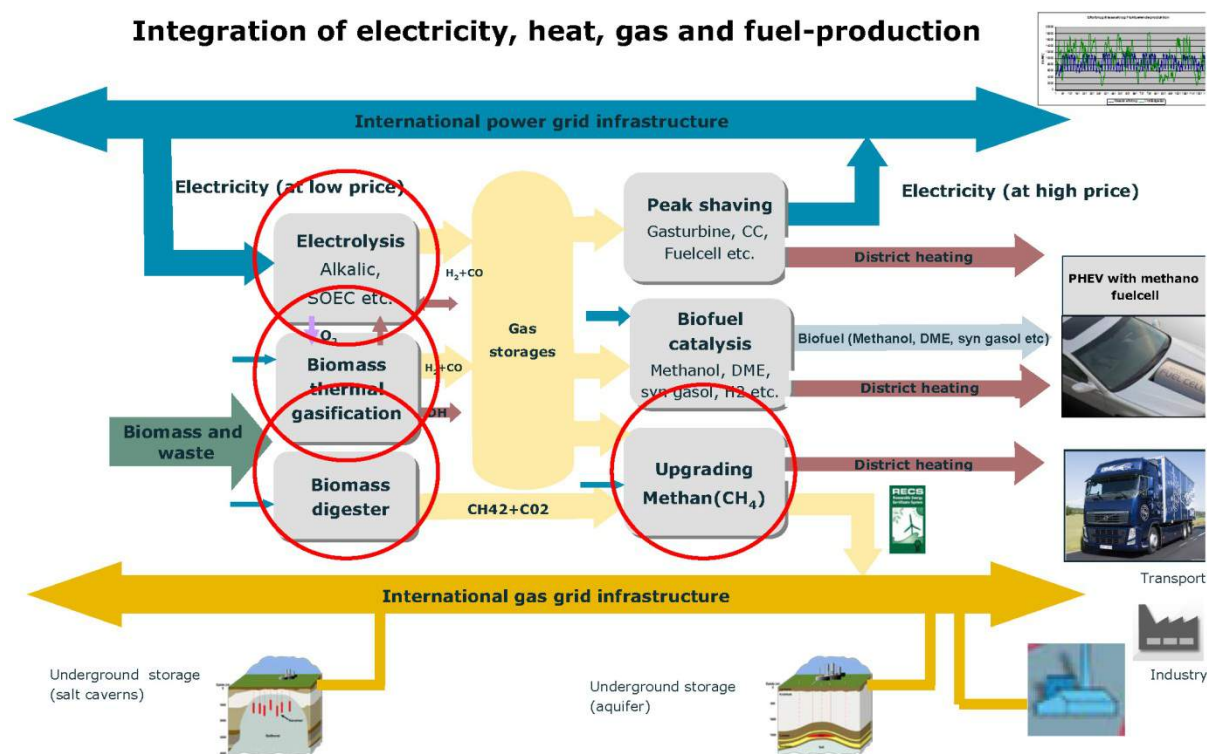 Integration of electricity, heat, gas and fuel-production
International power grid infrastructure
Electricity (at low price)
Electrolysis
Alkalic,
SOEC etc.
H₂+CO
O₂
Biomass
thermal
gasification
H₂+CO
DH
Biomass and
waste
Biomass
digester
CH42+C02
Gas
storages
Peak shaving
Gasturbine, CC,
Fuelcell etc.
Electricity (at high price)
District heating
Biofuel
catalysis
Methanol, DME,
syn gasol, H2 etc.
Biofuel (Methanol, DME, syn gasol etc)
District heating
Upgrading
Methan(CH₄)
District heating
RECS
PHEV with methano
fuelcell
FUEL CELL
Transport
International gas grid infrastructure
Industry
Underground storage
(salt caverns)
Underground storage
(aquifer)